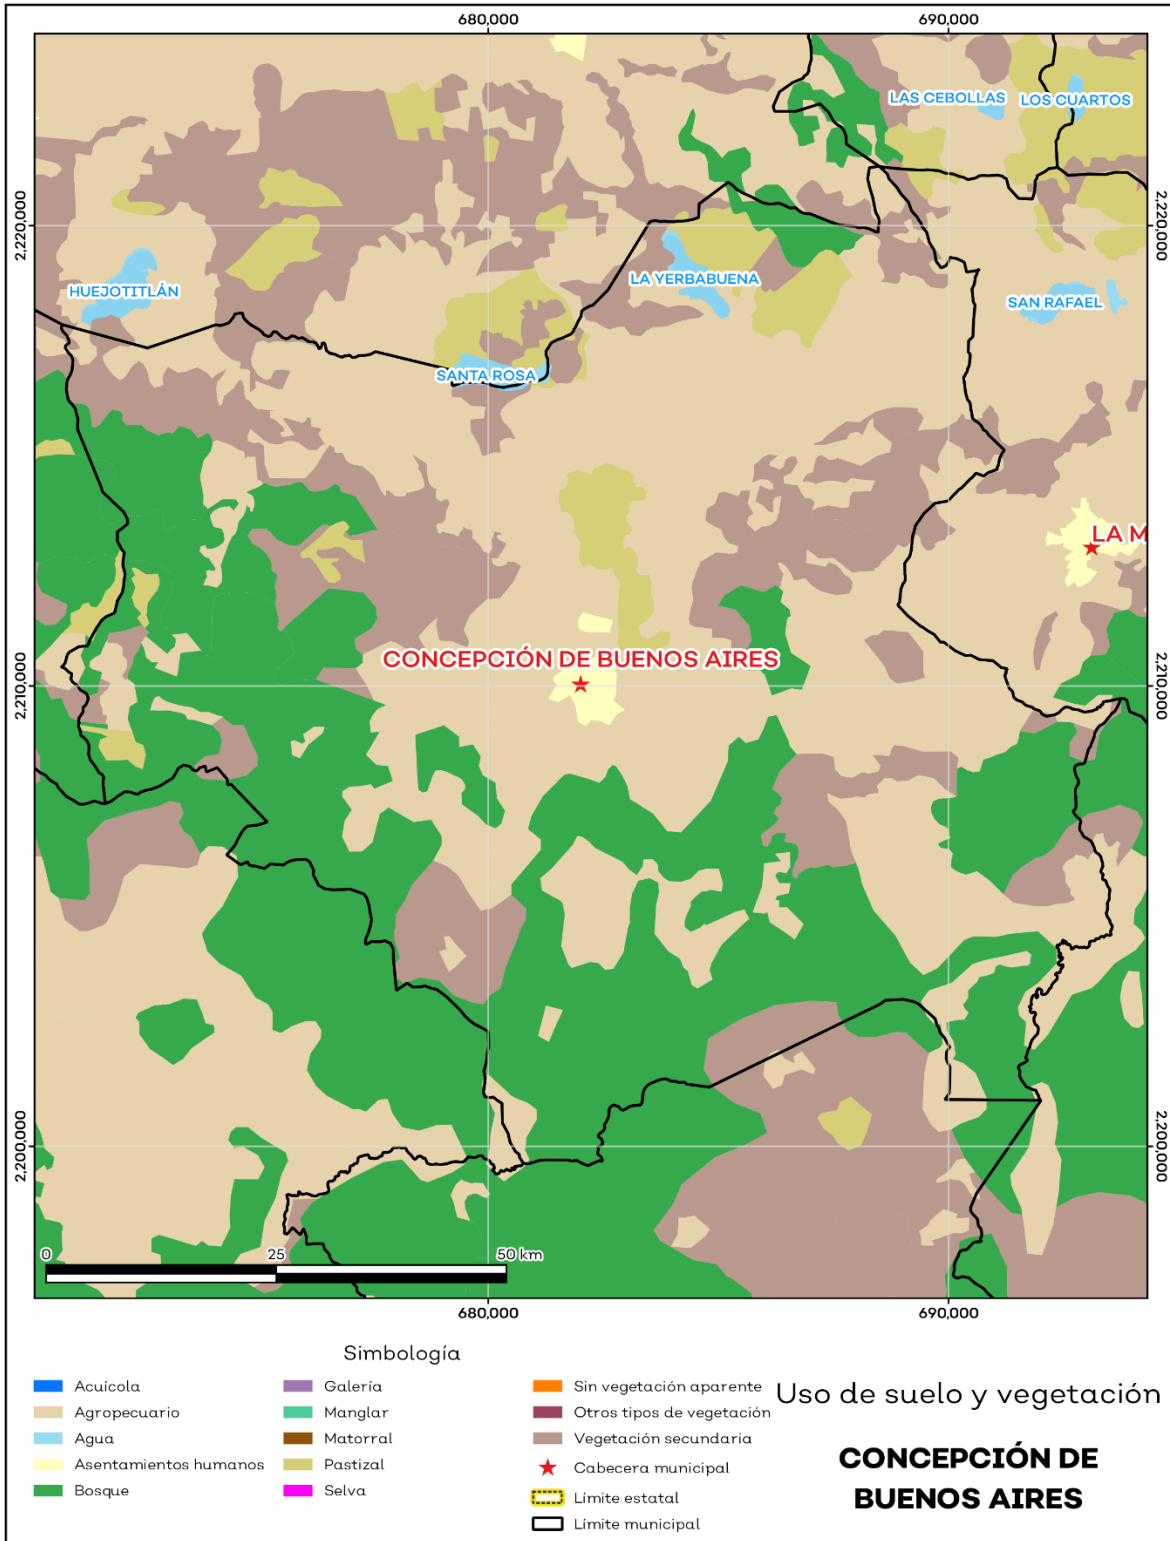 680,000 690,000
LAS CEBOLLAS LOS CUARTOS
2,220,000 2,220,000
HUEJOTITLÁN LA YERBABUENA SAN RAFAEL
SANTA ROSA
LA M
CONCEPCIÓN DE BUENOS AIRES
2,210,000 2,210,000
2,200,000 2,200,000
0 25 50 km
680,000 690,000
Simbología
Acuícola
Agropecuario
Agua
Asentamientos humanos
Bosque
Galería
Manglar
Matorral
Pastizal
Selva
Sin vegetación aparente
Otros tipos de vegetación
Vegetación secundaria
Cabecera municipal
Límite estatal
Límite municipal
Uso de suelo y vegetación
CONCEPCIÓN DE
BUENOS AIRES